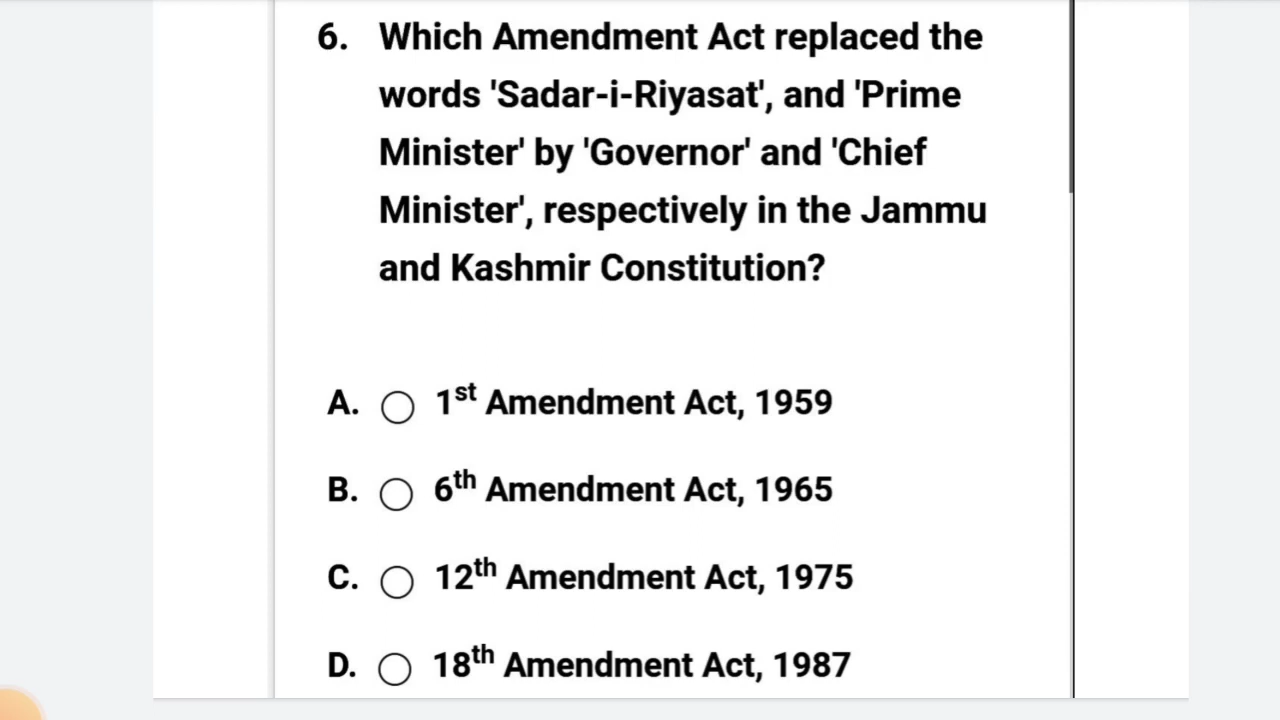 6. Which Amendment Act replaced the
words 'Sadar-i-Riyasat', and 'Prime
Minister' by 'Governor' and 'Chief
Minister', respectively in the Jammu
and Kashmir Constitution?
A. 1st Amendment Act, 1959
B. 6th Amendment Act, 1965
C. 12th Amendment Act, 1975
D. 18th Amendment Act, 1987